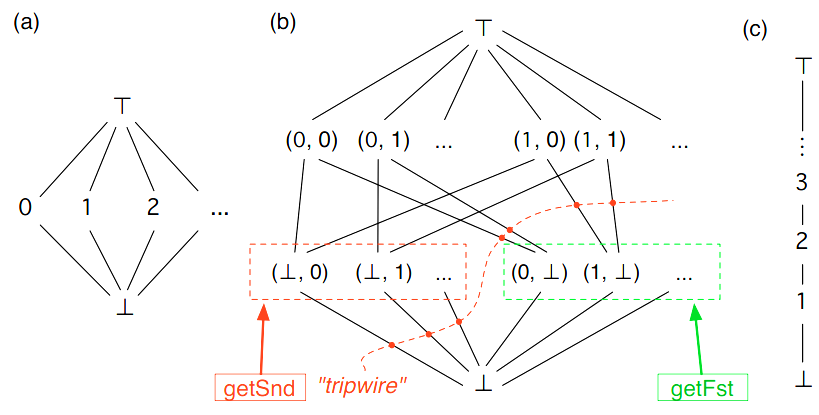 (a)
⊤
0 1 2 ...
⊥
(b)
⊤
(0, 0) (0, 1) ... (1, 0) (1, 1) ...
(⊥, 0) (⊥, 1) ... (0, ⊥) (1, ⊥) ...
getSnd "tripwire" ⊥ getFst
(c)
⊤
⋮
3
2
1
⊥